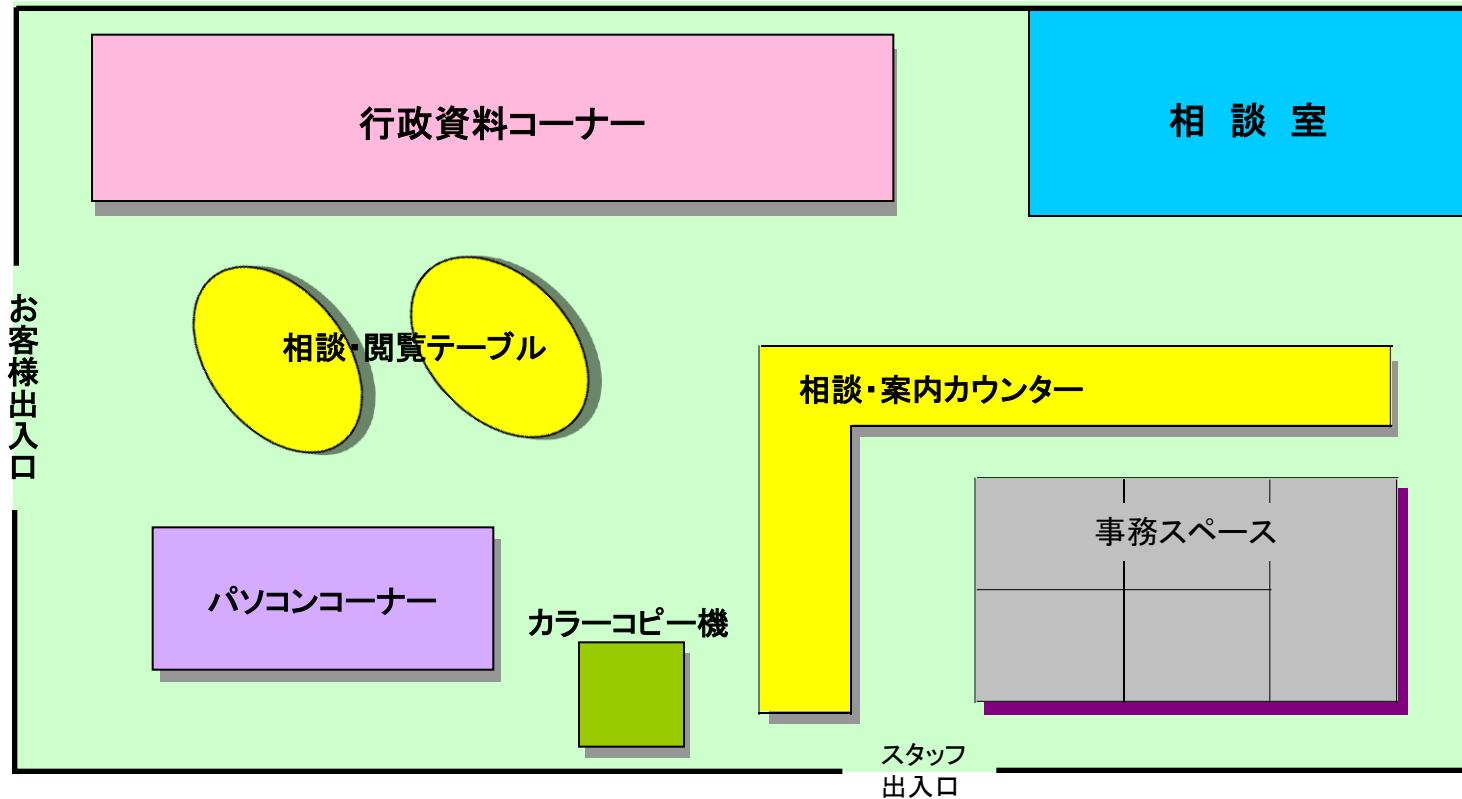 行政資料コーナー
相 談 室
お客様出入口
相談・閲覧テーブル
相談・案内カウンター
事務スペース
パソコンコーナー
カラーコピー機
スタッフ
出入口